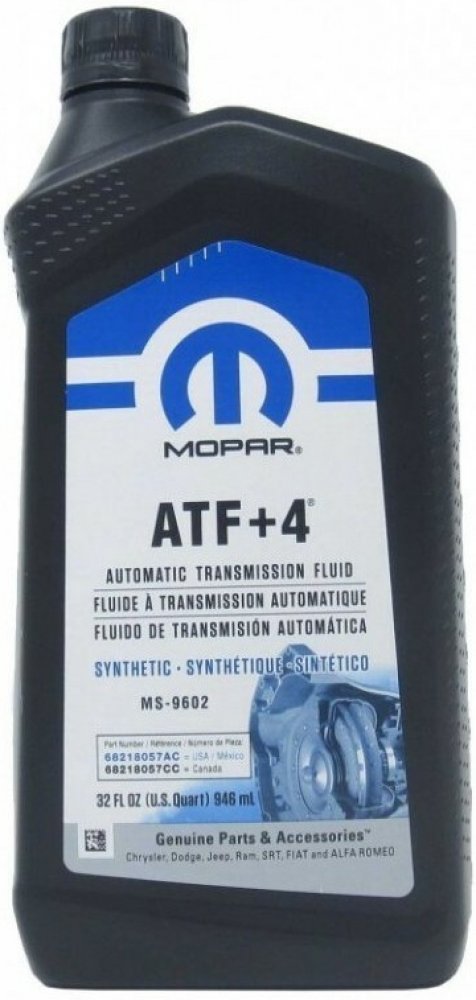 MOPAR®
ATF+4®
AUTOMATIC TRANSMISSION FLUID
FLUIDE À TRANSMISSION AUTOMATIQUE
FLUIDO DE TRANSMISIÓN AUTOMÁTICA
SYNTHETIC · SYNTHÉTIQUE · SINTÉTICO
MS-9602
Part Number / Référence / Número de Pieza:
68218057AC = USA / México
68218057CC = Canada
32 FL OZ (U.S. Quart) 946 mL
Genuine Parts & Accessories™
Chrysler, Dodge, Jeep, Ram, SRT, FIAT and ALFA ROMEO